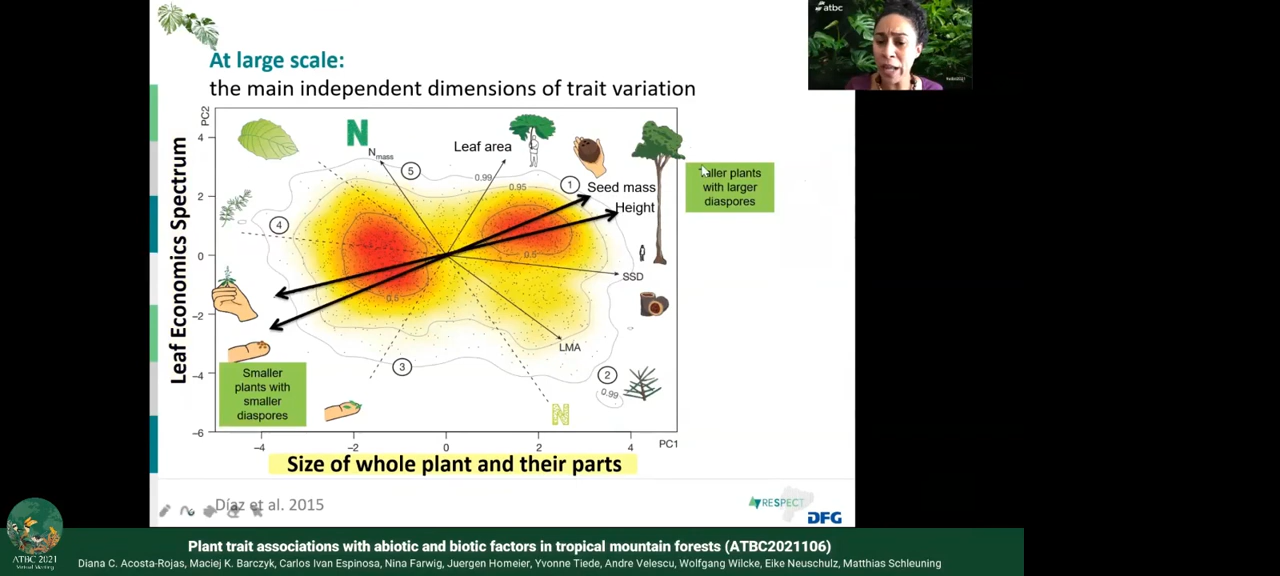 atbc
At large scale:
the main independent dimensions of trait variation
PC2
Leaf Economics Spectrum
4
2
0
−2
−4
−6
N
Nmass
5
Leaf area
0.99
0.95
1
Seed mass
Height
plants
with larger
diaspores
4
0.5
SSD
0.5
LMA
3
2
0.99
N
Smaller
plants with
smaller
diaspores
−4
−2
0
2
4
PC1
Size of whole plant and their parts
Díaz et al. 2015
RESPECT
DFG
ATBC 2021
Plant trait associations with abiotic and biotic factors in tropical mountain forests (ATBC2021106)
Diana C. Acosta-Rojas, Maciej K. Barczyk, Carlos Ivan Espinosa, Nina Farwig, Juergen Homeier, Yvonne Tiede, Andre Velescu, Wolfgang Wilcke, Eike Neuschulz, Matthias Schleuning